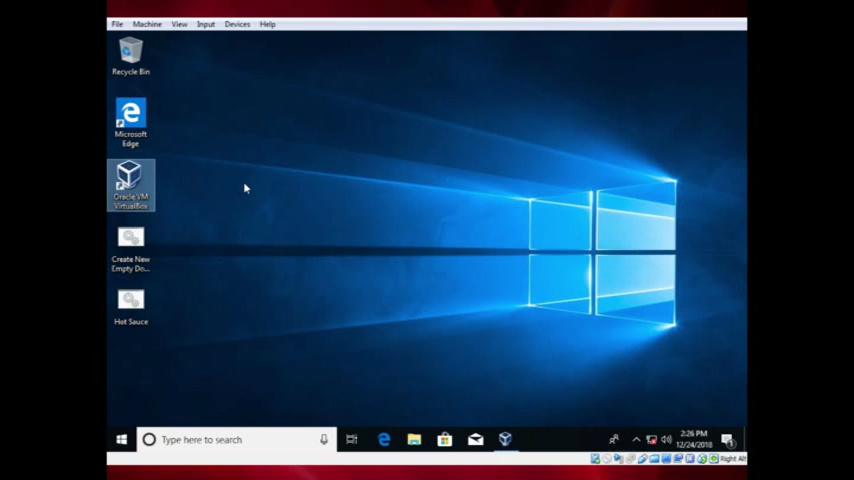 File Machine View Input Devices Help
Recycle Bin
Microsoft
Edge
Oracle VM
VirtualBox
Create New
Empty Do...
Hot Sauce
Type here to search
2:26 PM
12/24/2018
Right Alt